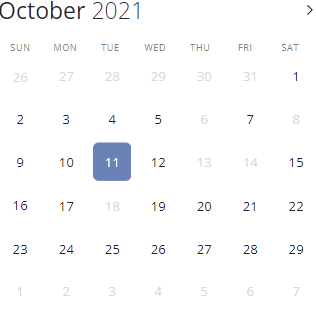 October 2021
SUN MON TUE WED THU FRI SAT
26 27 28 29 30 31 1
2 3 4 5 6 7 8
9 10 11 12 13 14 15
16 17 18 19 20 21 22
23 24 25 26 27 28 29
1 2 3 4 5 6 7